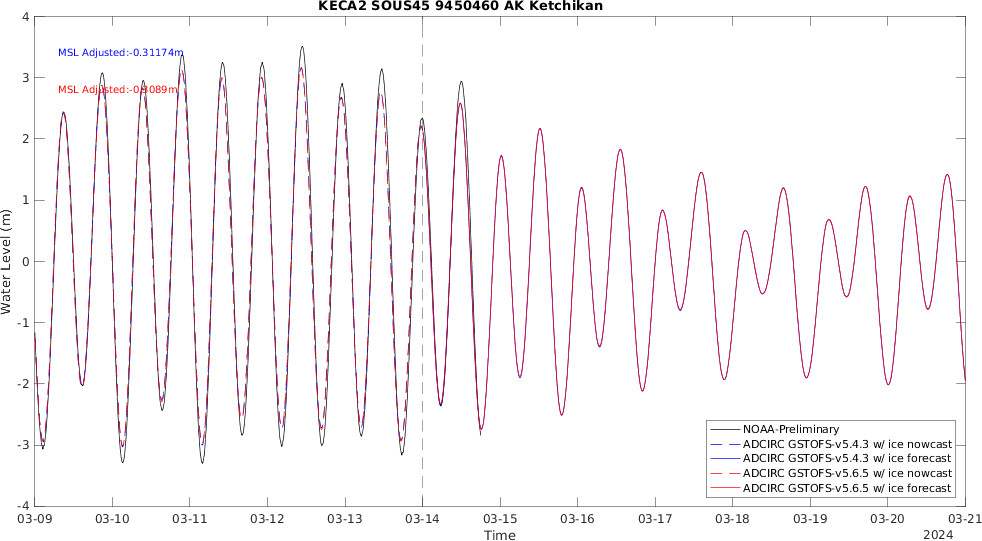 KECA2 SOUS45 9450460 AK Ketchikan
MSL Adjusted:-0.31174m
MSL Adjusted:-0.3089m
Water Level (m)
4
3
2
1
0
-1
-2
-3
-4
NOAA-Preliminary
ADCIRC GSTOFS-v5.4.3 w/ ice nowcast
ADCIRC GSTOFS-v5.4.3 w/ ice forecast
ADCIRC GSTOFS-v5.6.5 w/ ice nowcast
ADCIRC GSTOFS-v5.6.5 w/ ice forecast
03-09 03-10 03-11 03-12 03-13 03-14 03-15 03-16 03-17 03-18 03-19 03-20 03-21
Time
2024